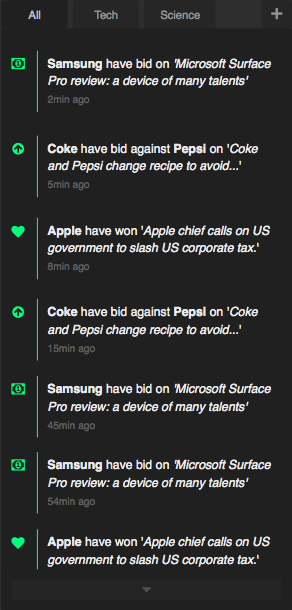 All Tech Science +
Samsung have bid on 'Microsoft Surface
Pro review: a device of many talents'
2min ago
Coke have bid against Pepsi on 'Coke
and Pepsi change recipe to avoid...'
5min ago
Apple have won 'Apple chief calls on US
government to slash US corporate tax.'
8min ago
Coke have bid against Pepsi on 'Coke
and Pepsi change recipe to avoid...'
15min ago
Samsung have bid on 'Microsoft Surface
Pro review: a device of many talents'
45min ago
Samsung have bid on 'Microsoft Surface
Pro review: a device of many talents'
54min ago
Apple have won 'Apple chief calls on US
government to slash US corporate tax.'